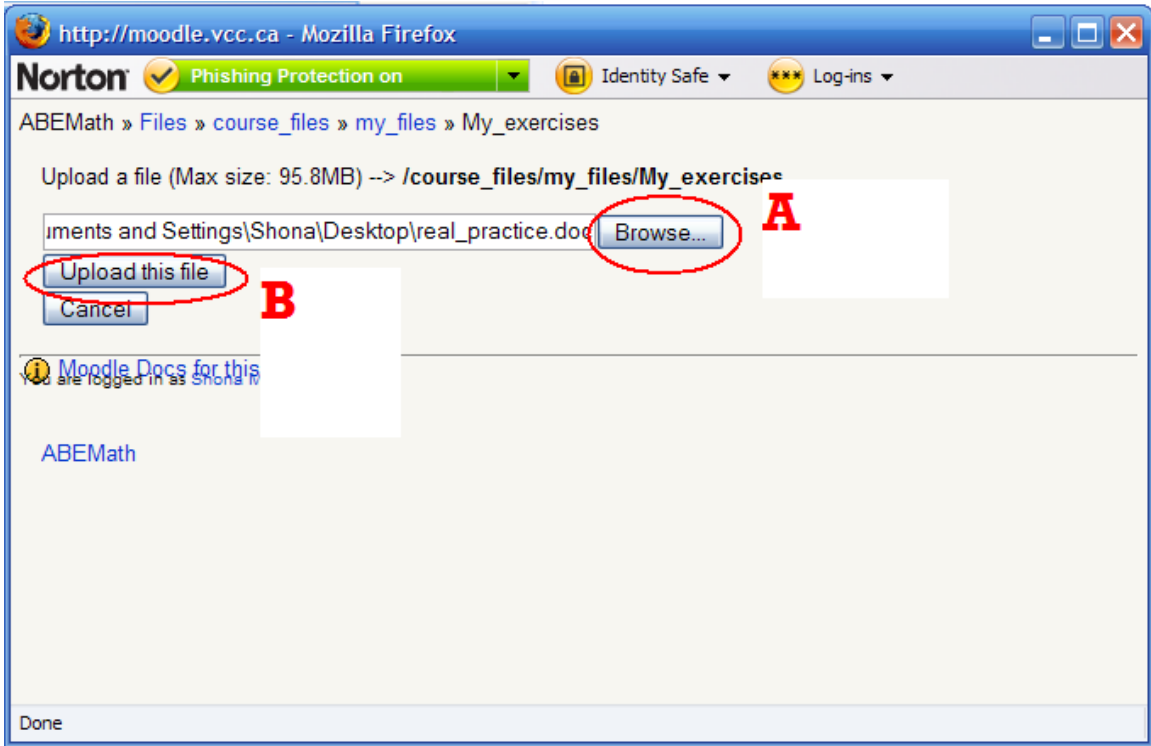 http://moodle.vcc.ca - Mozilla Firefox
Norton Phishing Protection on Identity Safe Log-ins
ABEMath » Files » course_files » my_files » My_exercises
Upload a file (Max size: 95.8MB) --> /course_files/my_files/My_exercises
uments and Settings\Shona\Desktop\real_practice.doc Browse... A
Upload this file
B
Cancel
Moodle Docs for this
You are logged in as Shona M
ABEMath
Done